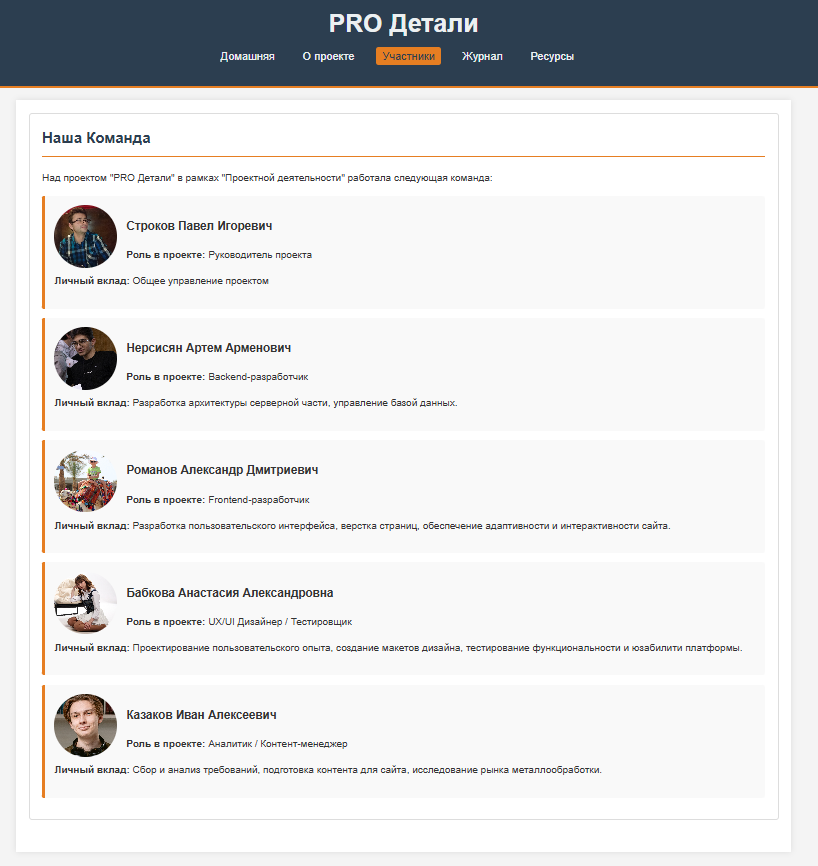 PRO Детали
Домашняя О проекте Участники Журнал Ресурсы
Наша Команда
Над проектом "PRO Детали" в рамках "Проектной деятельности" работала следующая команда:
Строков Павел Игоревич
Роль в проекте: Руководитель проекта
Личный вклад: Общее управление проектом
Нерсисян Артем Арменович
Роль в проекте: Backend-разработчик
Личный вклад: Разработка архитектуры серверной части, управление базой данных.
Романов Александр Дмитриевич
Роль в проекте: Frontend-разработчик
Личный вклад: Разработка пользовательского интерфейса, верстка страниц, обеспечение адаптивности и интерактивности сайта.
Бабкова Анастасия Александровна
Роль в проекте: UX/UI Дизайнер / Тестировщик
Личный вклад: Проектирование пользовательского опыта, создание макетов дизайна, тестирование функциональности и юзабилити платформы.
Казаков Иван Алексеевич
Роль в проекте: Аналитик / Контент-менеджер
Личный вклад: Сбор и анализ требований, подготовка контента для сайта, исследование рынка металлообработки.